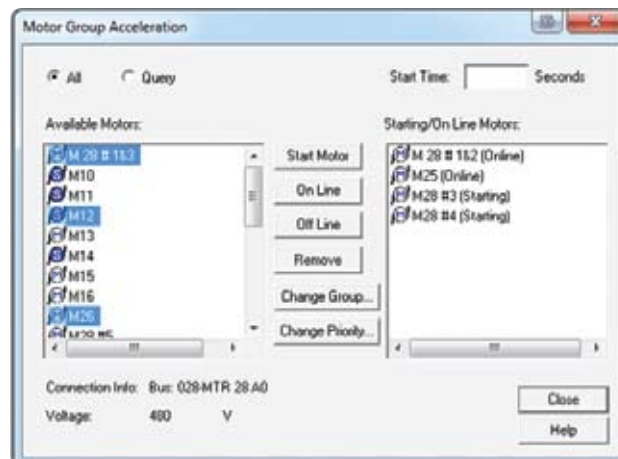 Motor Group Acceleration
All Query Start Time: Seconds
Available Motors: Starting/On Line Motors:
M 28 # 1&3
M10
M11
M12
M13
M14
M15
M16
M26
Start Motor
On Line
Off Line
Remove
Change Group...
Change Priority...
M 28 # 1&2 (Online)
M25 (Online)
M28 #3 (Starting)
M28 #4 (Starting)
Connection Info: Bus: 028-MTR 28 A0
Voltage: 480 V
Close
Help